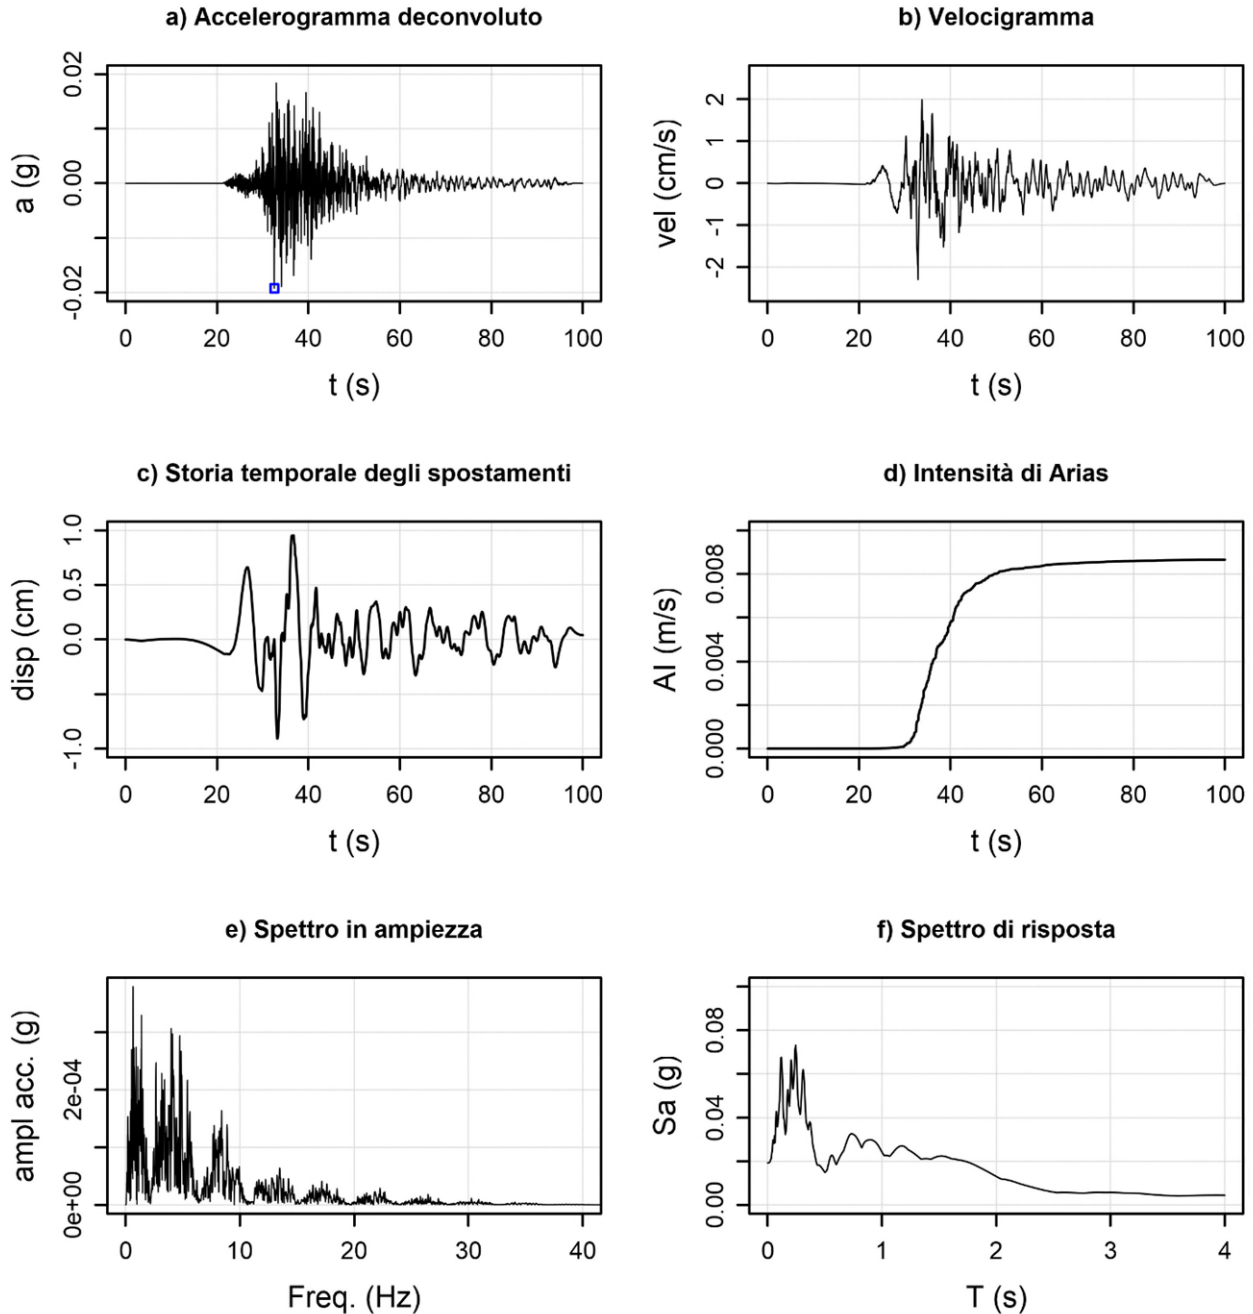 a) Accelerogramma deconvoluto
a (g)
0.02
0.00
-0.02
0 20 40 60 80 100
t (s)
b) Velocigramma
vel (cm/s)
2
1
0
-1
-2
0 20 40 60 80 100
t (s)
c) Storia temporale degli spostamenti
disp (cm)
1.0
0.5
0.0
-1.0
0 20 40 60 80 100
t (s)
d) Intensità di Arias
AI (m/s)
0.008
0.004
0.000
0 20 40 60 80 100
t (s)
e) Spettro in ampiezza
ampl acc. (g)
2e-04
0e+00
0 10 20 30 40
Freq. (Hz)
f) Spettro di risposta
Sa (g)
0.08
0.04
0.00
0 1 2 3 4
T (s)